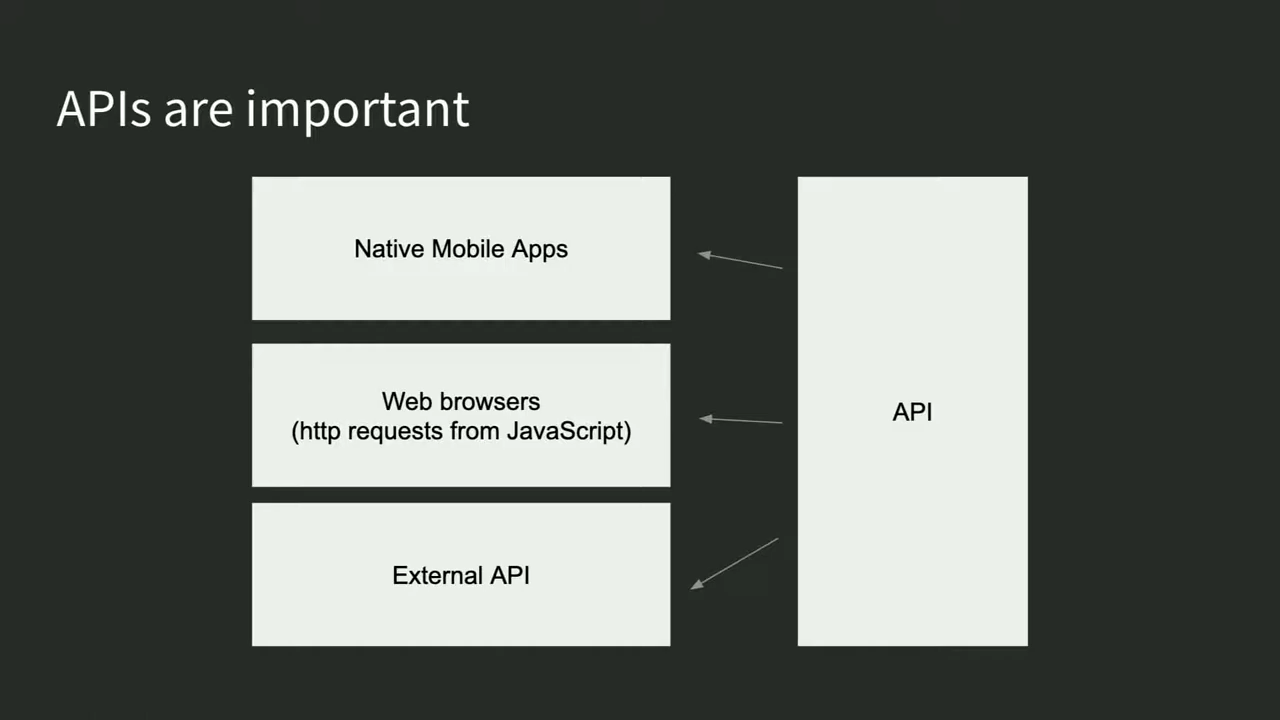 APIs are important
Native Mobile Apps
Web browsers
(http requests from JavaScript)
External API
API